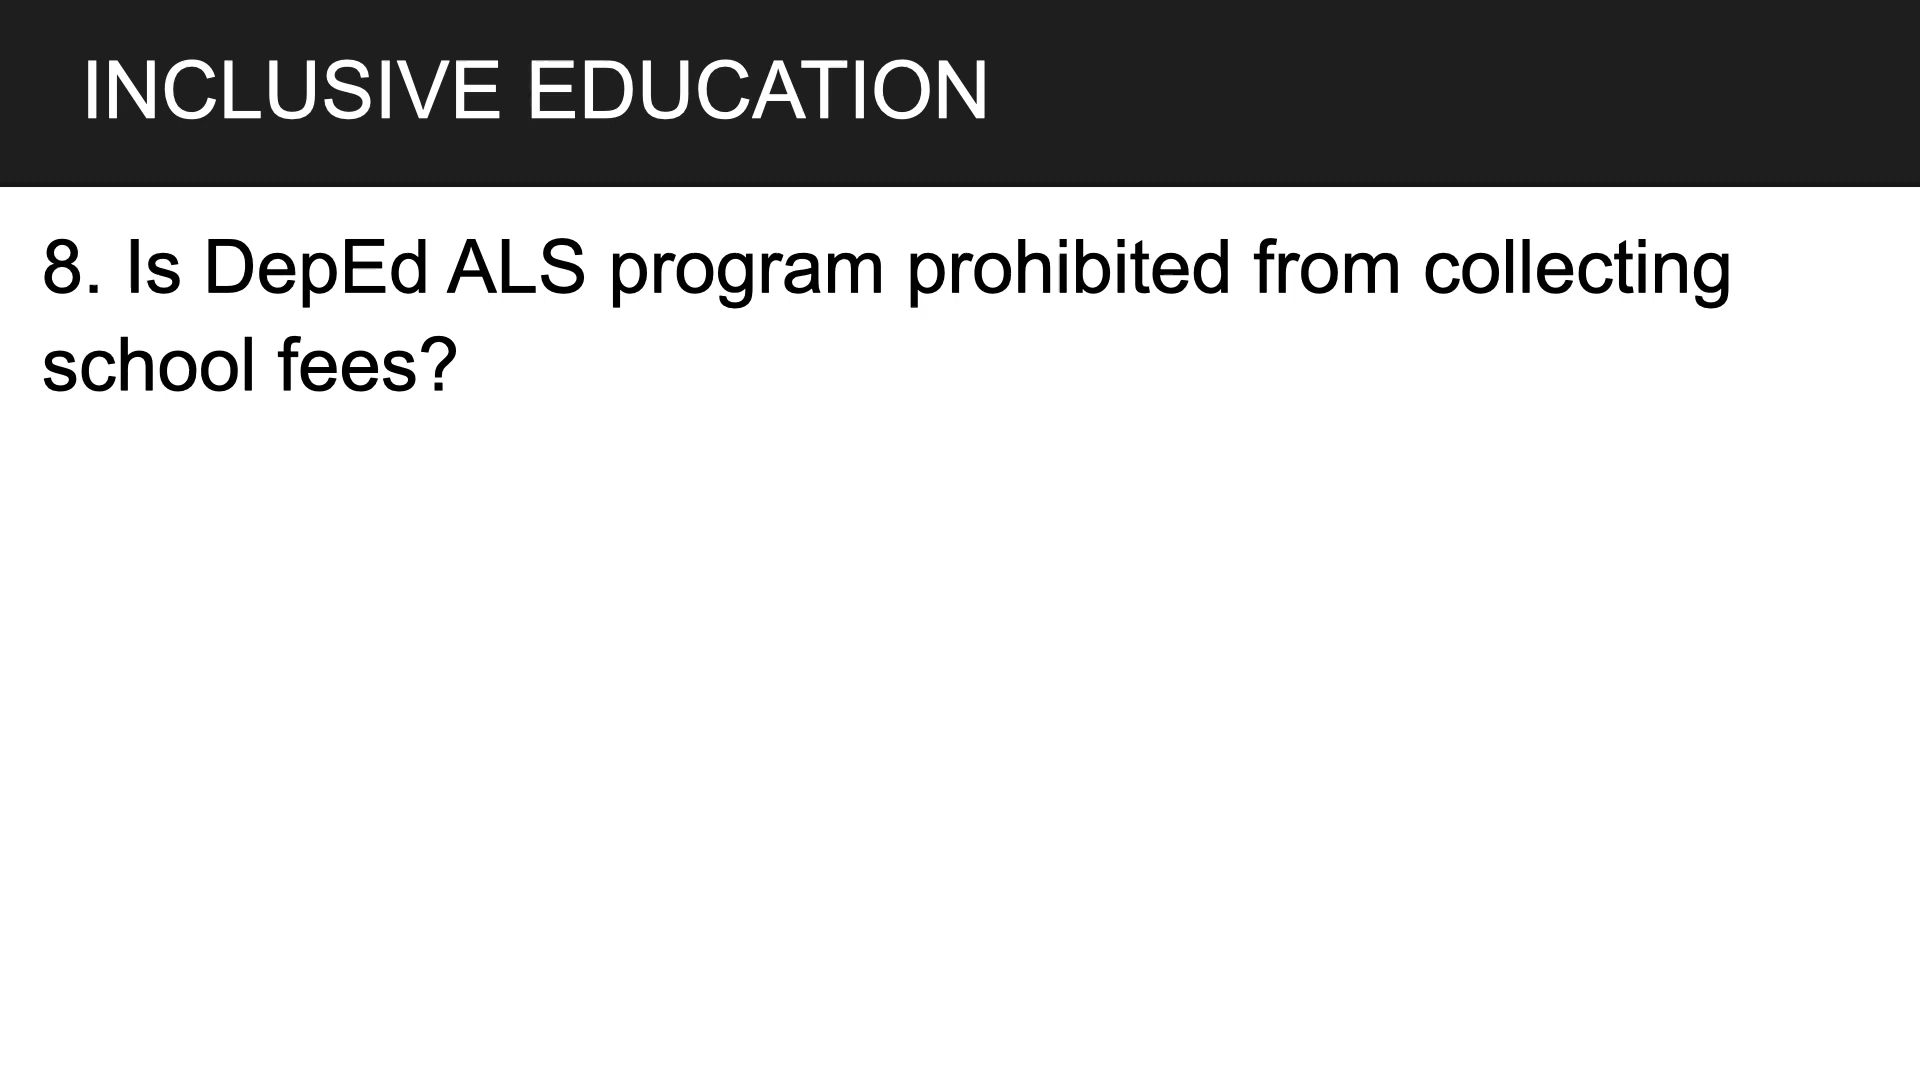 INCLUSIVE EDUCATION
8. Is DepEd ALS program prohibited from collecting
school fees?